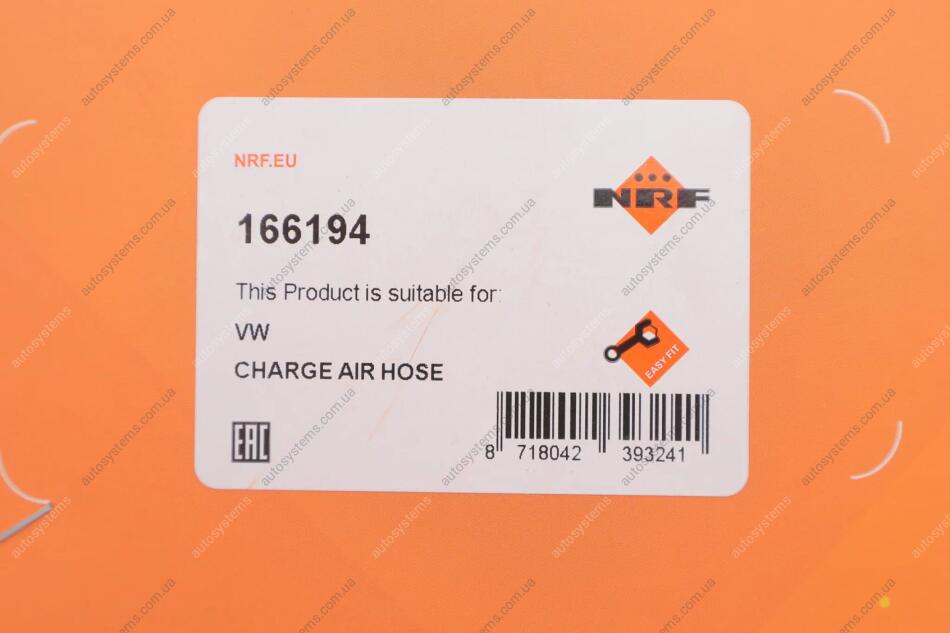 NRF.EU
NRF
166194
This Product is suitable for:
VW
EASY FIT
CHARGE AIR HOSE
EAC
8 718042 393241
autosystems.com.ua